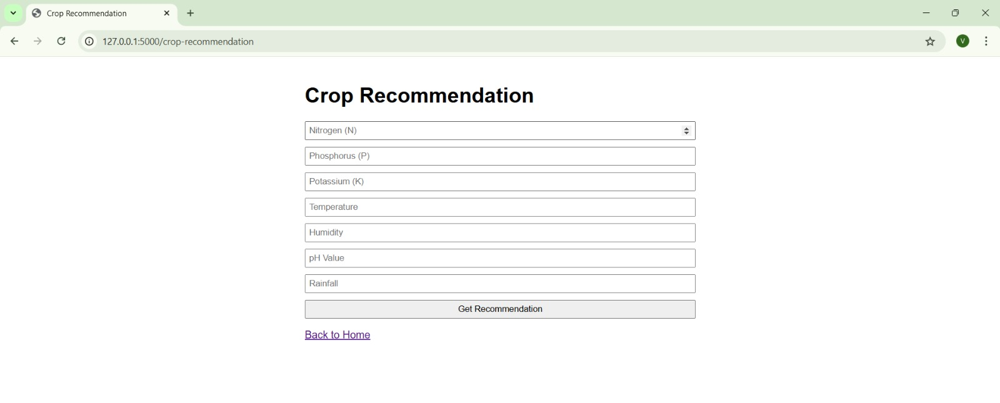 Crop Recommendation
127.0.0.1:5000/crop-recommendation
V
Crop Recommendation
Nitrogen (N)
Phosphorus (P)
Potassium (K)
Temperature
Humidity
pH Value
Rainfall
Get Recommendation
Back to Home